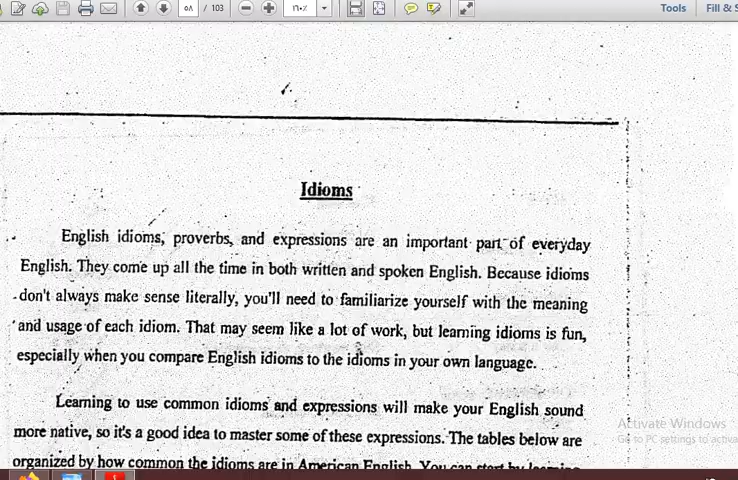 ٥٨ / 103
Tools
Fill &
Idioms
English idioms, proverbs, and expressions are an important part of everyday
English. They come up all the time in both written and spoken English. Because idioms
don't always make sense literally, you'll need to familiarize yourself with the meaning
and usage of each idiom. That may seem like a lot of work, but learning idioms is fun,
especially when you compare English idioms to the idioms in your own language.
Learning to use common idioms and expressions will make your English sound
more native, so it's a good idea to master some of these expressions. The tables below are
organized by how common the idioms are in American English. You can start by learning
Activate Windows
Go to PC settings to activa